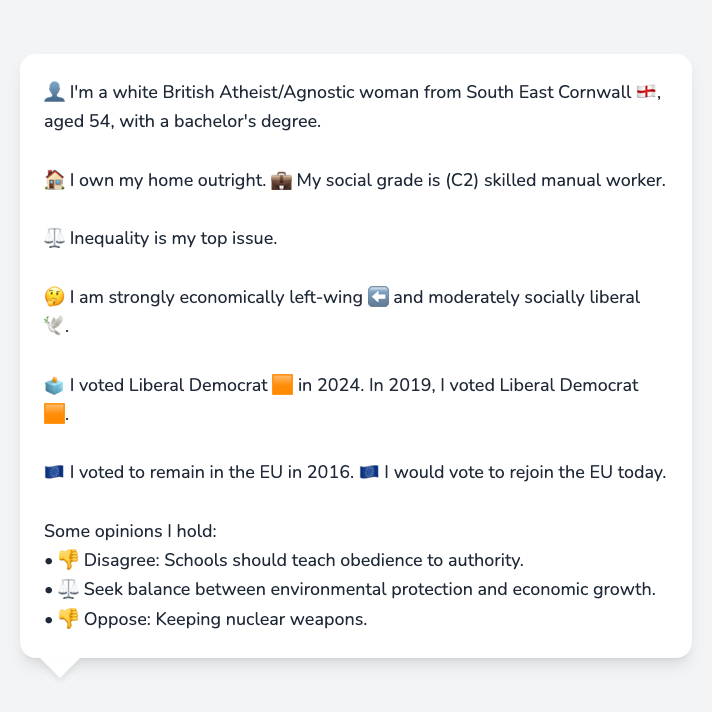 👤 I'm a white British Atheist/Agnostic woman from South East Cornwall 🏴󠁧󠁢󠁥󠁮󠁧󠁿,
aged 54, with a bachelor's degree.
🏠 I own my home outright. 💼 My social grade is (C2) skilled manual worker.
⚖️ Inequality is my top issue.
🤔 I am strongly economically left-wing ⬅️ and moderately socially liberal
🕊️.
🗳️ I voted Liberal Democrat 🟧 in 2024. In 2019, I voted Liberal Democrat
🟧.
🇪🇺 I voted to remain in the EU in 2016. 🇪🇺 I would vote to rejoin the EU today.
Some opinions I hold:
• 👎 Disagree: Schools should teach obedience to authority.
• ⚖️ Seek balance between environmental protection and economic growth.
• 👎 Oppose: Keeping nuclear weapons.